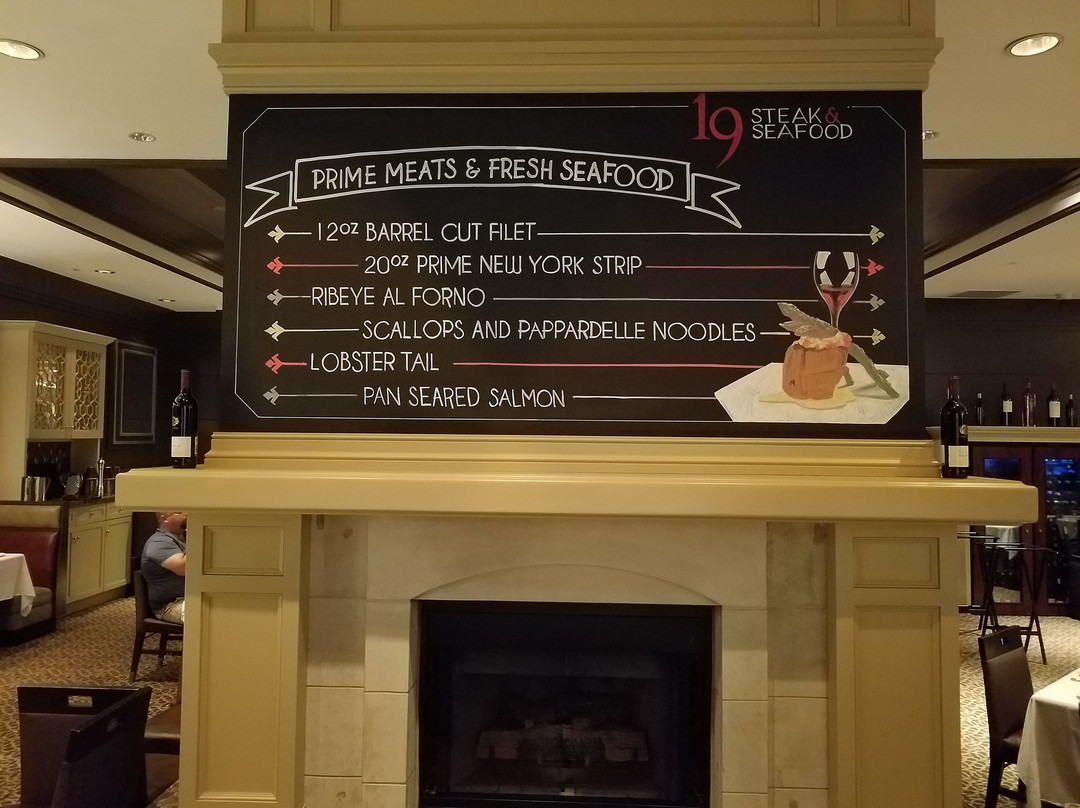 19 STEAK &
SEAFOOD
PRIME MEATS & FRESH SEAFOOD
12oz BARREL CUT FILET
20oz PRIME NEW YORK STRIP
RIBEYE AL FORNO
SCALLOPS AND PAPPARDELLE NOODLES
LOBSTER TAIL
PAN SEARED SALMON